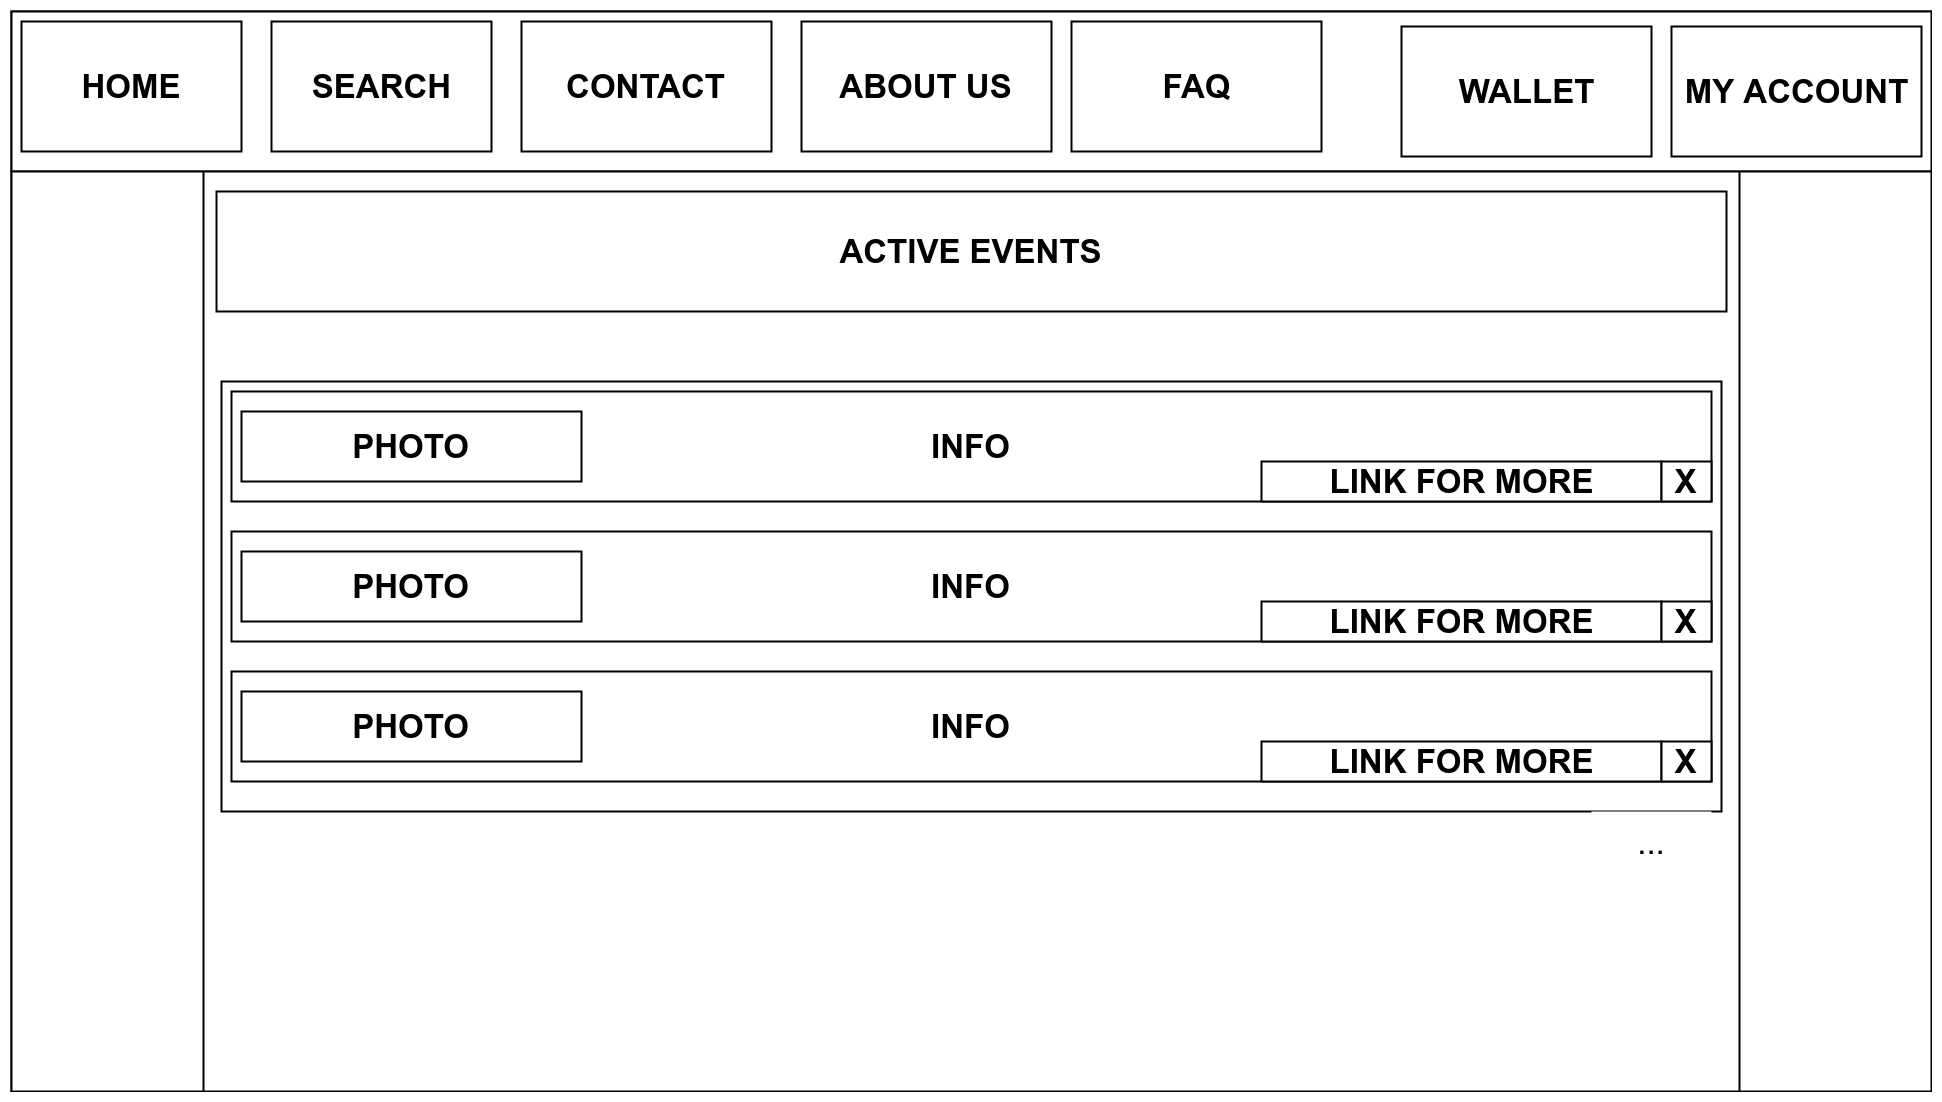 HOME
SEARCH
CONTACT
ABOUT US
FAQ
WALLET
MY ACCOUNT
ACTIVE EVENTS
PHOTO
INFO
LINK FOR MORE
X
PHOTO
INFO
LINK FOR MORE
X
PHOTO
INFO
LINK FOR MORE
X
...